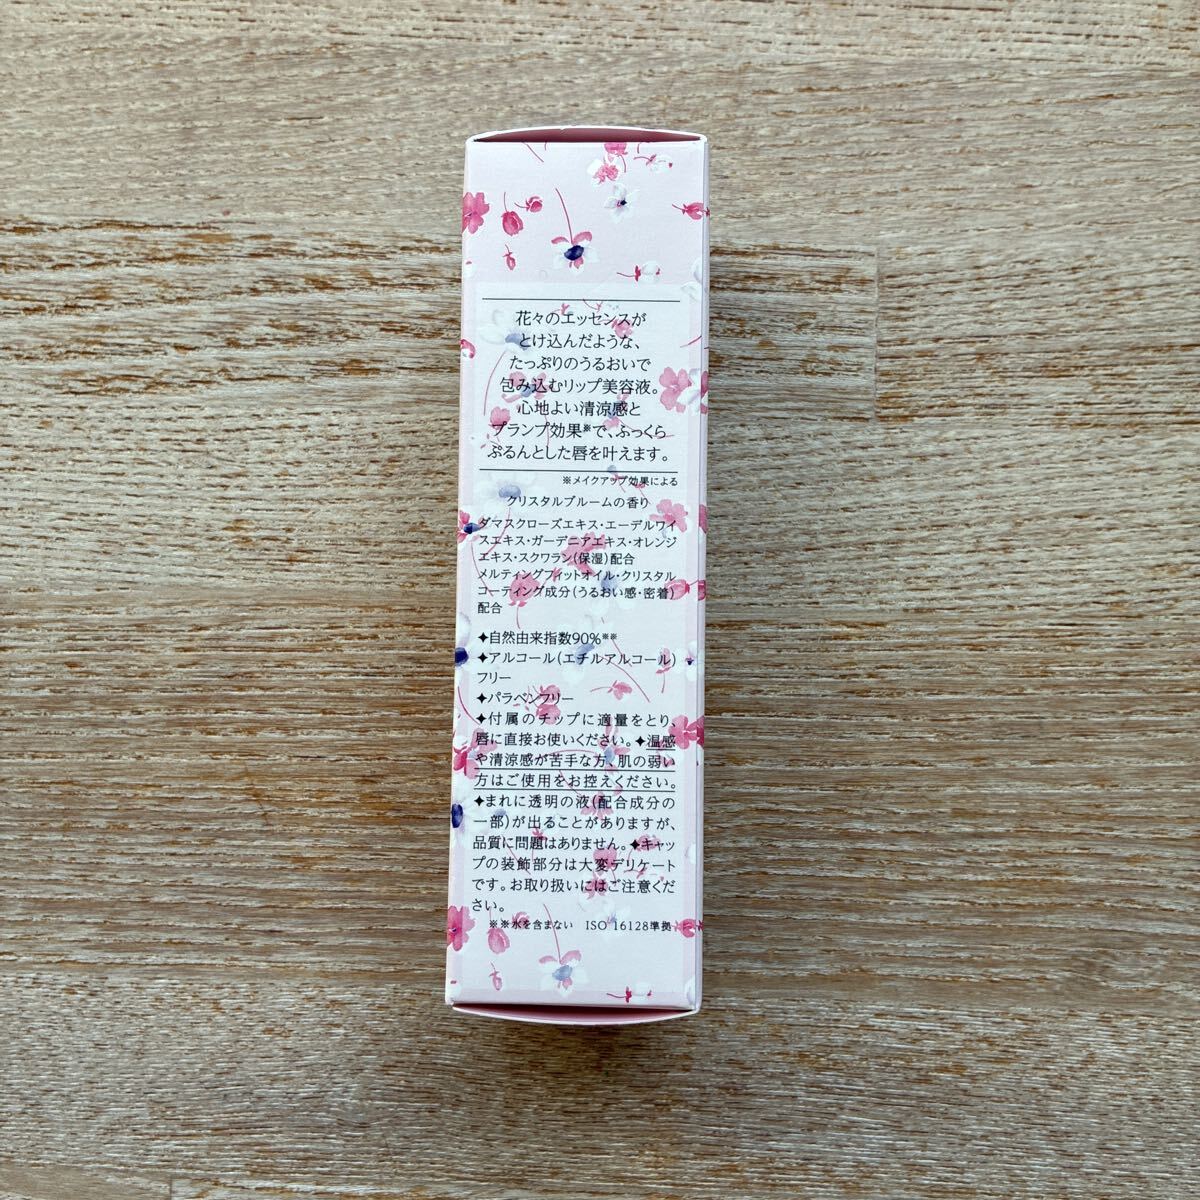 花々のエッセンスが
とけ込んだような、
たっぷりのうるおいで
包み込むリップ美容液。
心地よい清涼感と
プランプ効果※で、ふっくら
ぷるんとした唇を叶えます。
※メイクアップ効果による
クリスタルブルームの香り
ダマスクローズエキス・エーデルワイ
スエキス・ガーデニアエキス・オレンジ
エキス・スクワラン(保湿)配合
メルティングフィットオイル・クリスタル
コーティング成分(うるおい感・密着)
配合
✦自然由来指数90%※※
✦アルコール(エチルアルコール)
フリー
✦パラベンフリー
✦付属のチップに適量をとり、
唇に直接お使いください。✦温感
や清涼感が苦手な方、肌の弱い
方はご使用をお控えください。
✦まれに透明の液(配合成分の
一部)が出ることがありますが、
品質に問題はありません。✦キャッ
プの装飾部分は大変デリケート
です。お取り扱いにはご注意くだ
さい。
※※水を含まない ISO 16128準拠